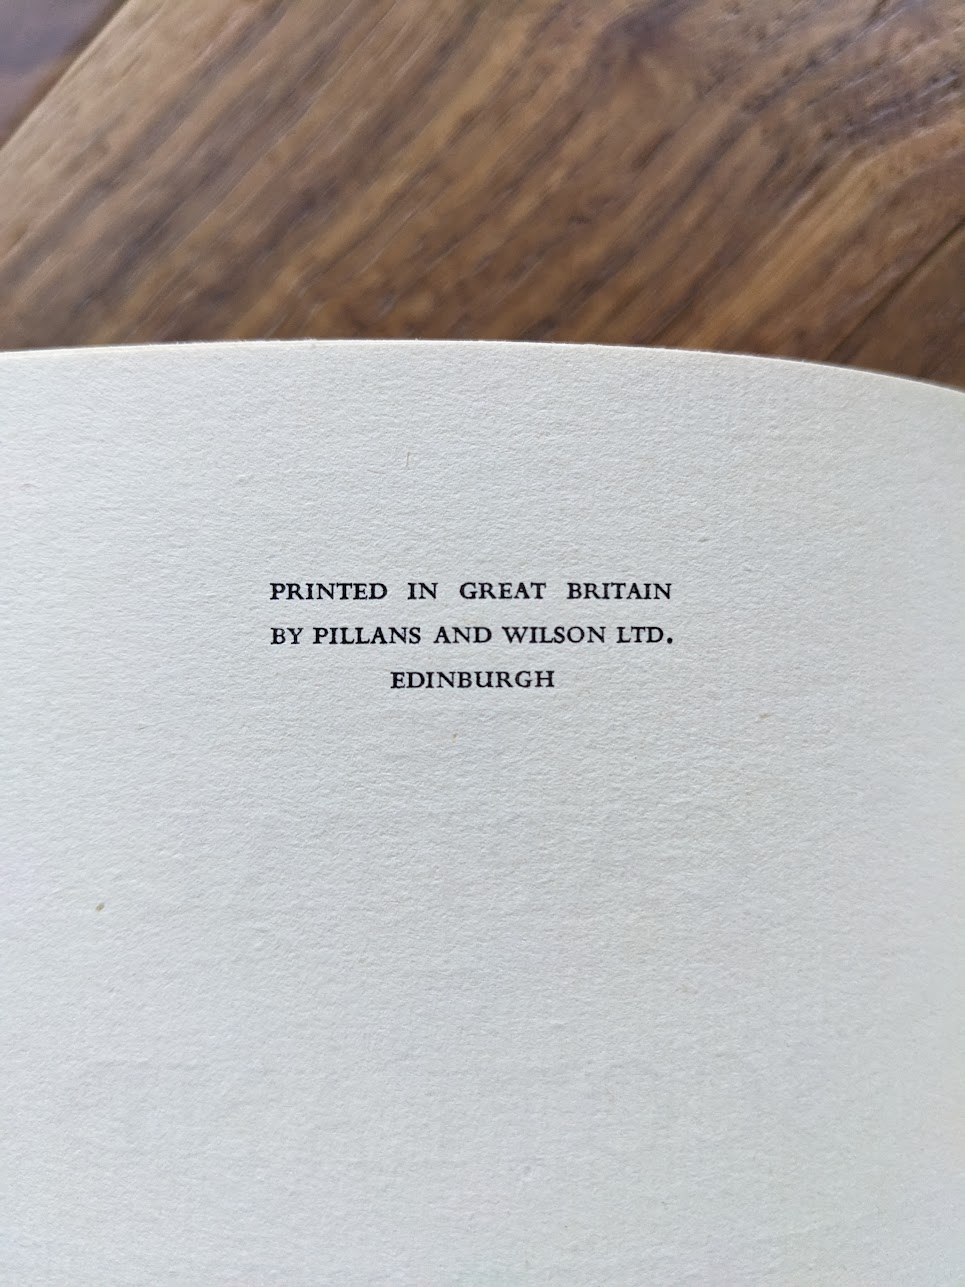 PRINTED IN GREAT BRITAIN
BY PILLANS AND WILSON LTD.
EDINBURGH